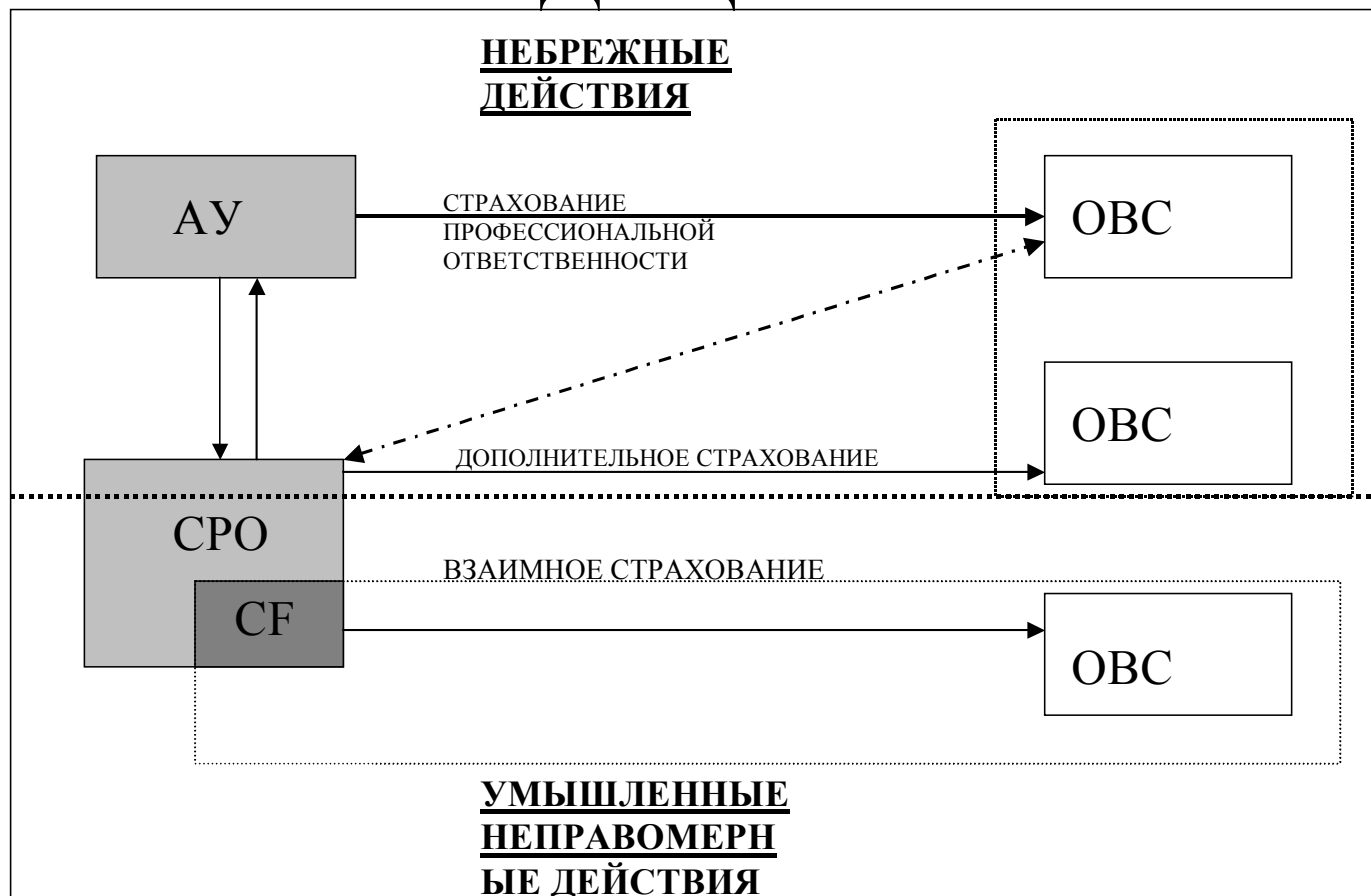 НЕБРЕЖНЫЕ
ДЕЙСТВИЯ
АУ
СТРАХОВАНИЕ
ПРОФЕССИОНАЛЬНОЙ
ОТВЕТСТВЕННОСТИ
ОВС
ОВС
ДОПОЛНИТЕЛЬНОЕ СТРАХОВАНИЕ
СРО
ВЗАИМНОЕ СТРАХОВАНИЕ
CF
ОВС
УМЫШЛЕННЫЕ
НЕПРАВОМЕРН
ЫЕ ДЕЙСТВИЯ